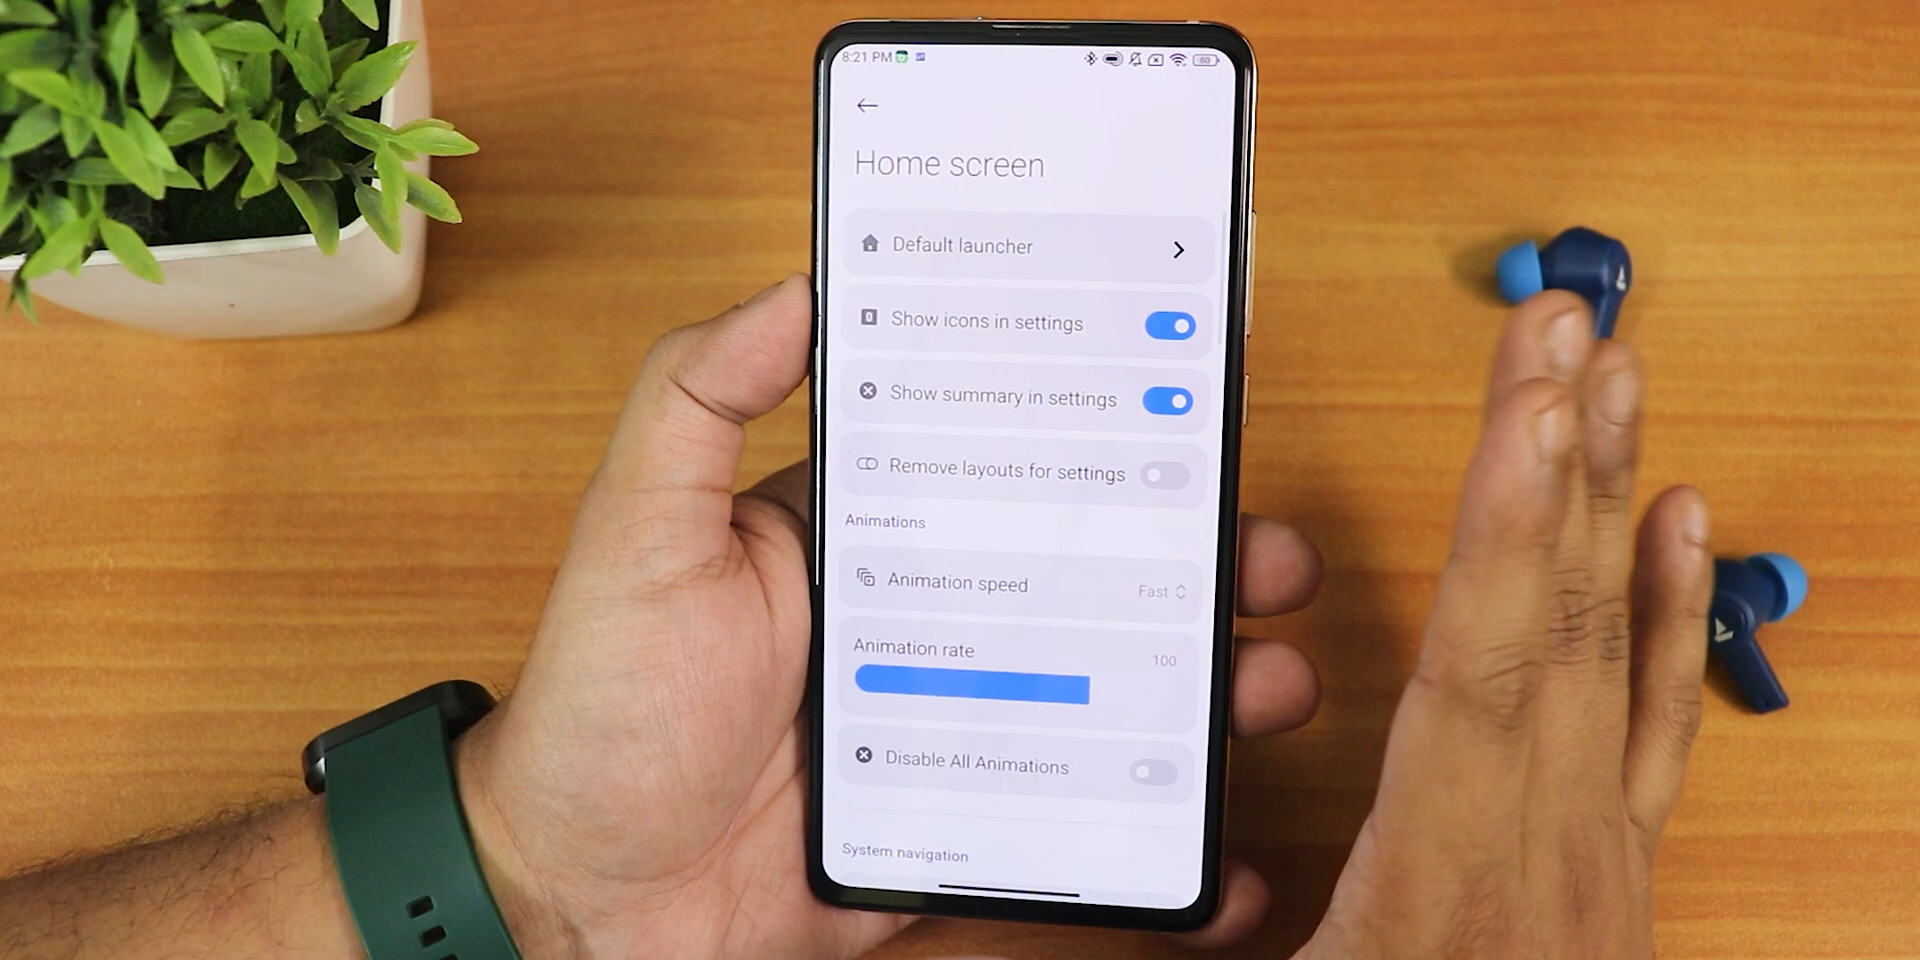 8:21 PM
60
Home screen
Default launcher
Show icons in settings
Show summary in settings
Remove layouts for settings
Animations
Animation speed
Fast
Animation rate
100
Disable All Animations
System navigation